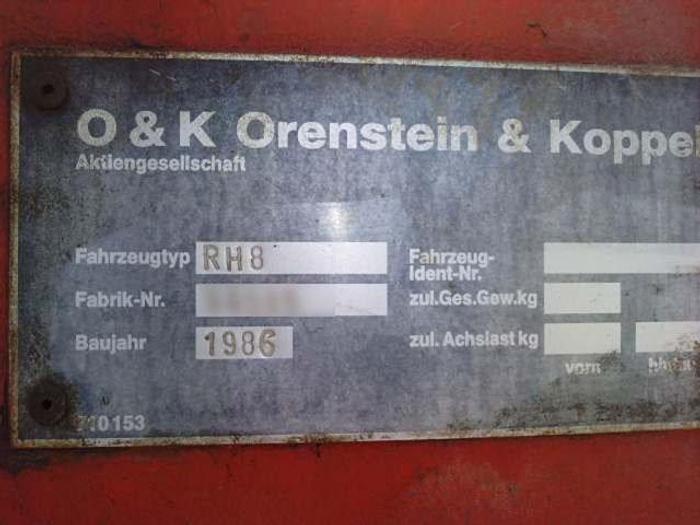 O & K Orenstein & Koppe
Aktiengesellschaft
Fahrzeugtyp RH8
Fahrzeug-
Ident-Nr.
Fabrik-Nr.
zul.Ges.Gew.kg
Baujahr 1986
zul. Achslast kg
vorn
710153